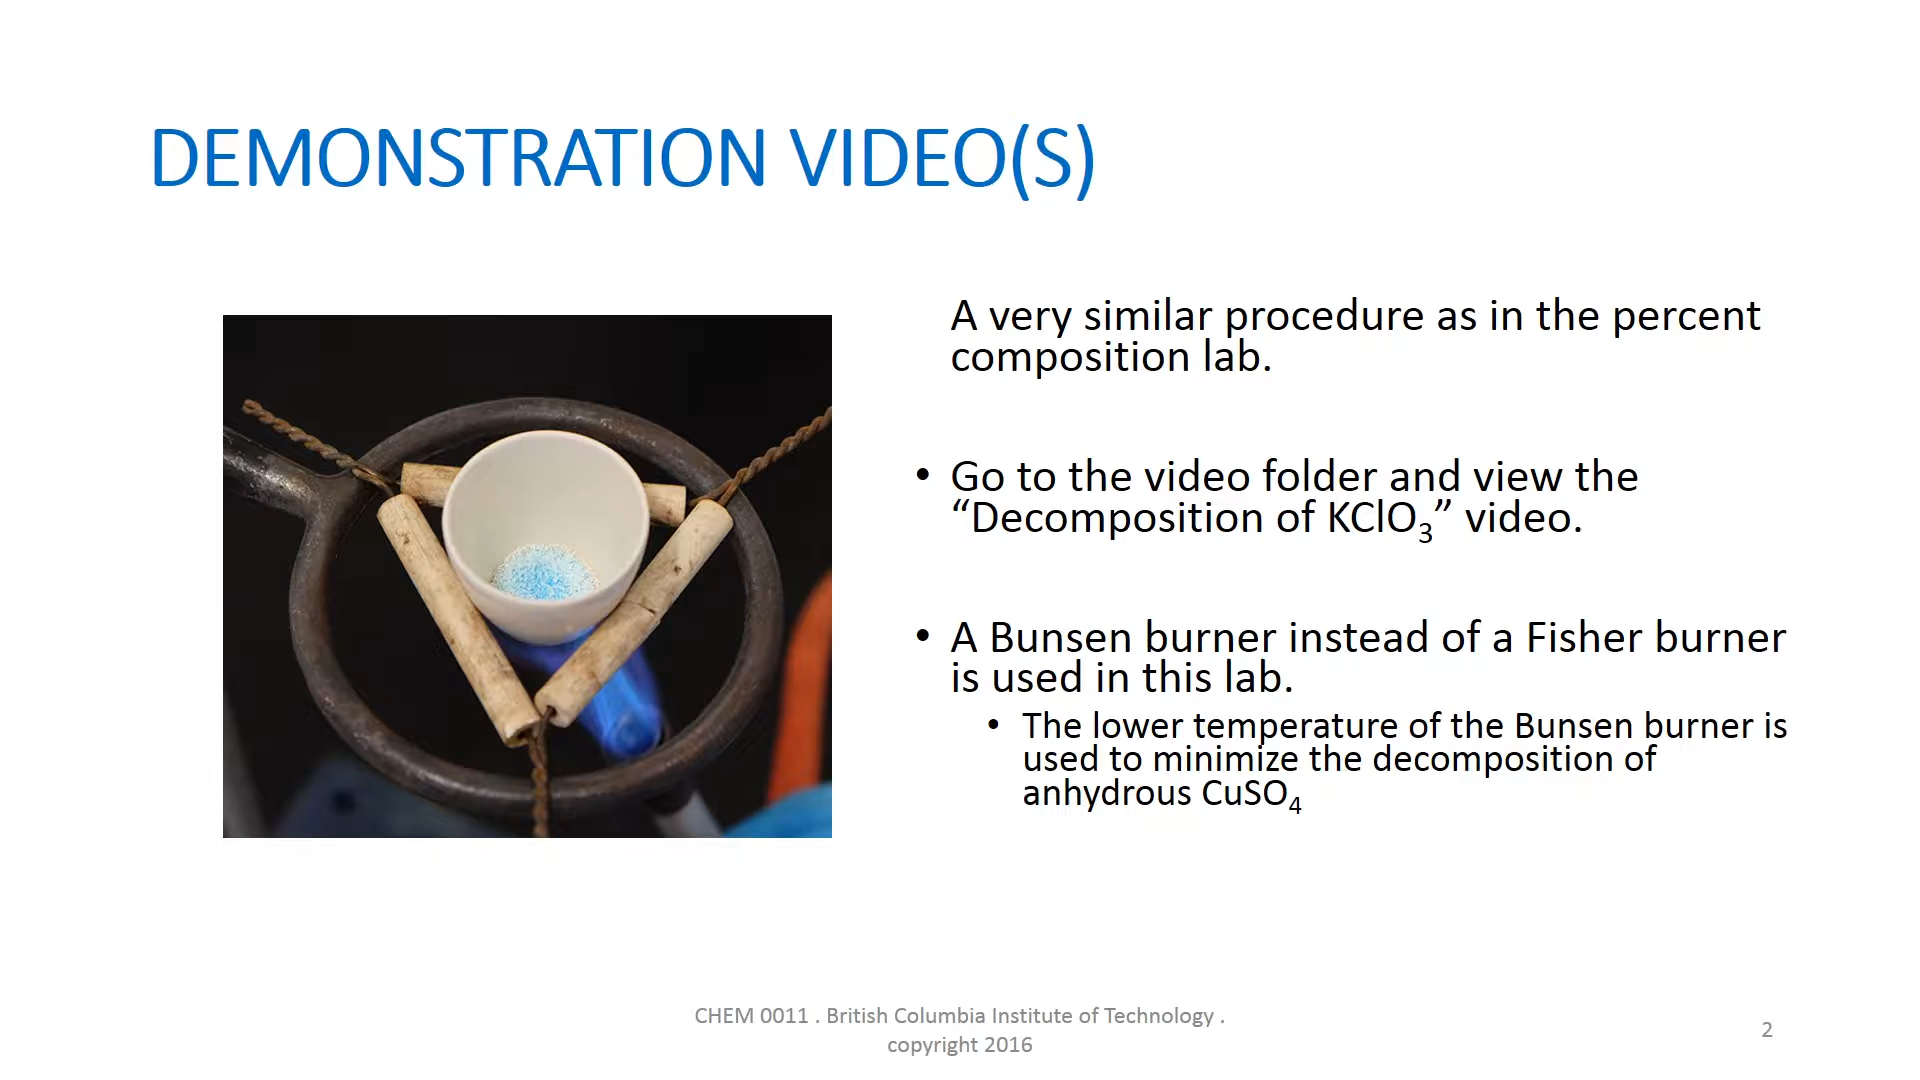 DEMONSTRATION VIDEO(S)
A very similar procedure as in the percent
composition lab.
• Go to the video folder and view the
“Decomposition of KClO₃” video.
• A Bunsen burner instead of a Fisher burner
is used in this lab.
• The lower temperature of the Bunsen burner is
used to minimize the decomposition of
anhydrous CuSO₄
CHEM 0011 . British Columbia Institute of Technology .
copyright 2016
2